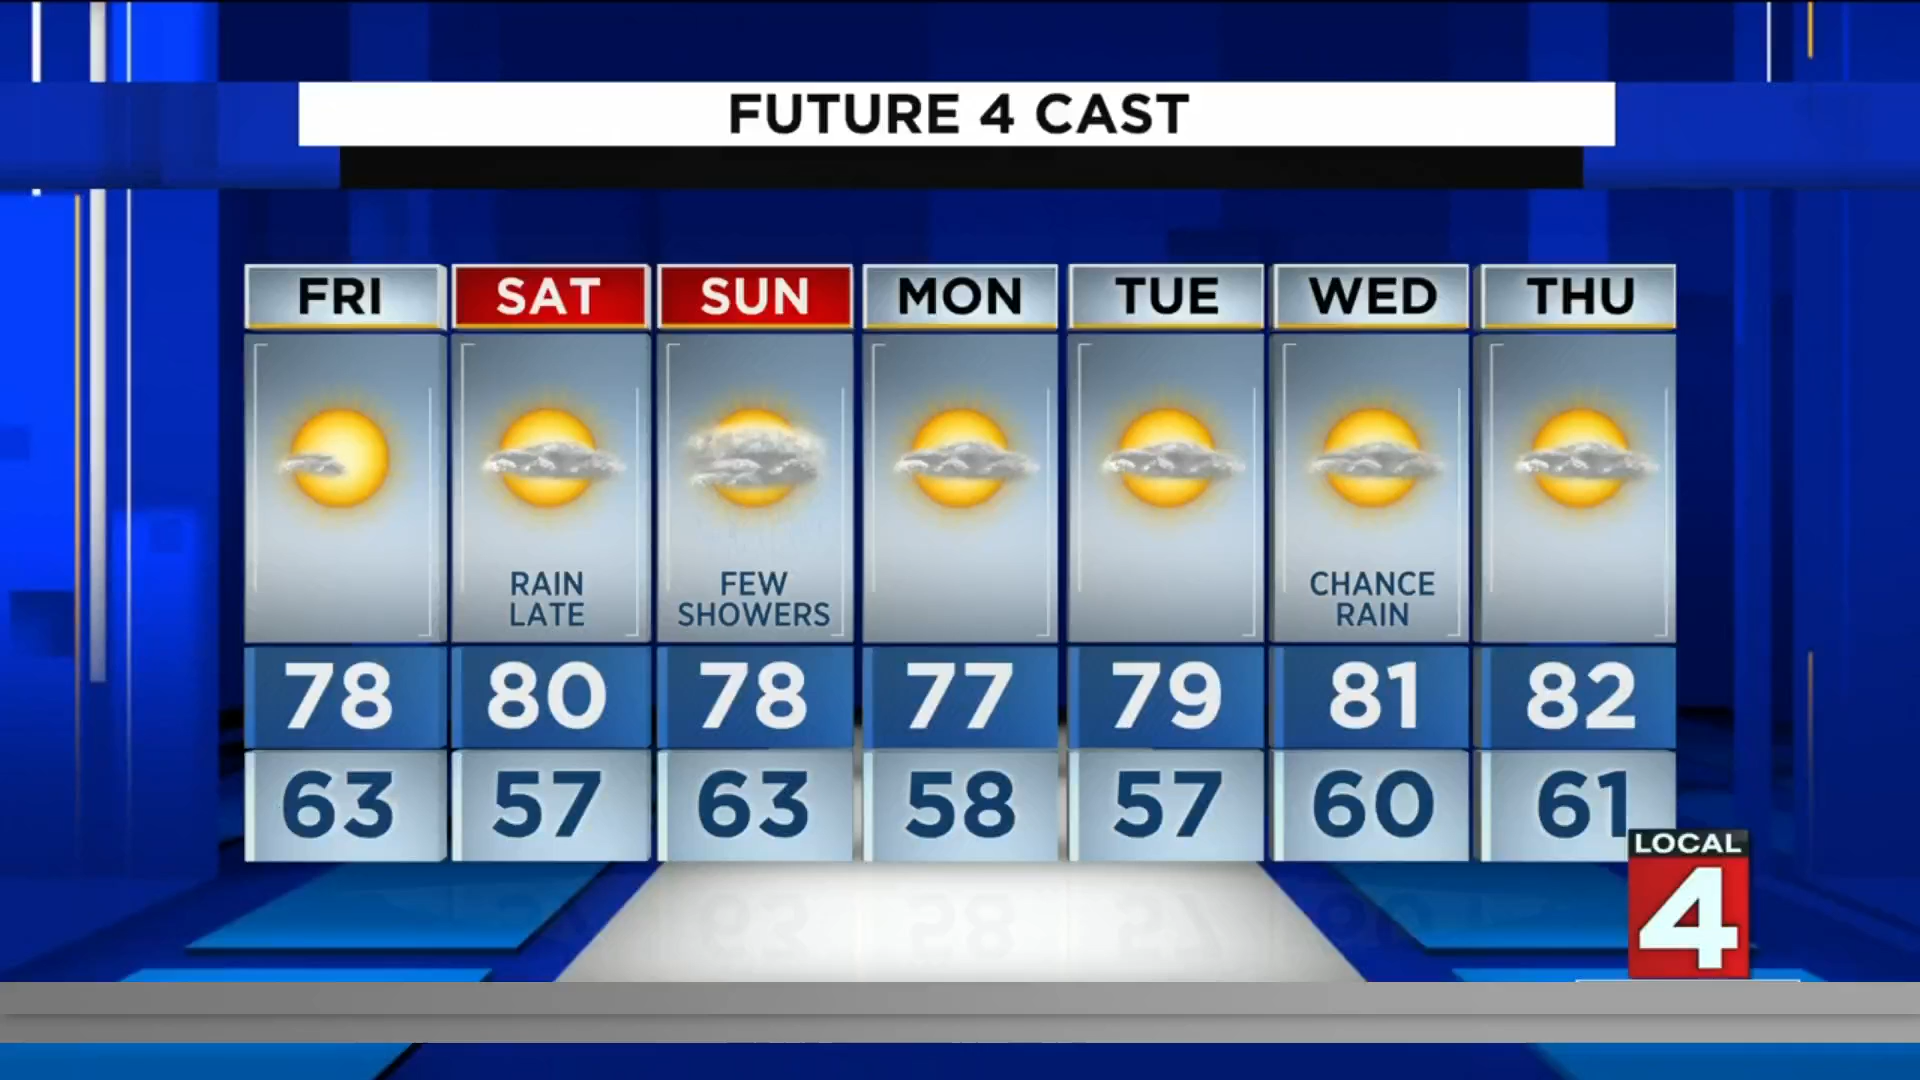 FUTURE 4 CAST
FRI SAT SUN MON TUE WED THU
RAIN LATE
FEW SHOWERS
CHANCE RAIN
78 80 78 77 79 81 82
63 57 63 58 57 60 61
LOCAL
4